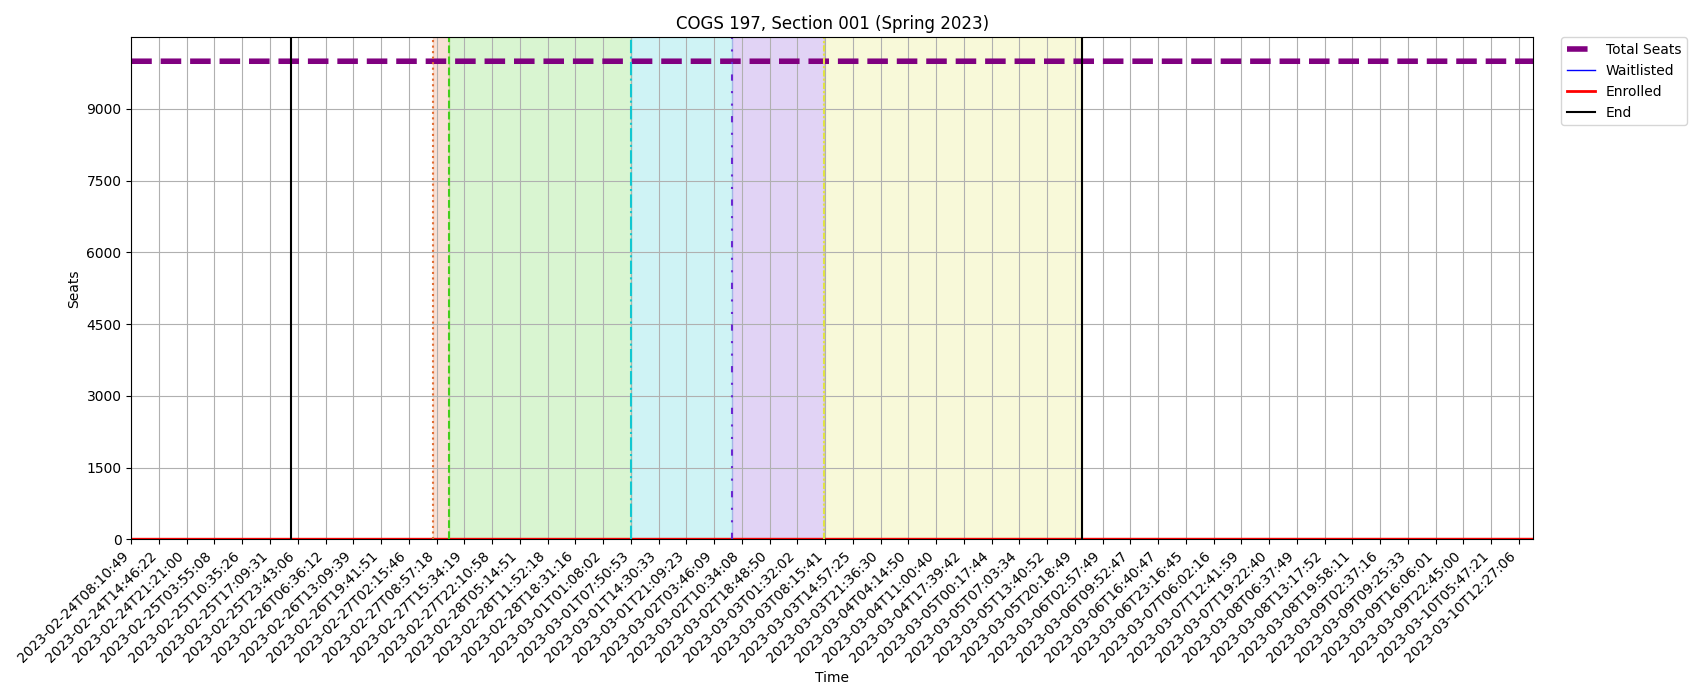 COGS 197, Section 001 (Spring 2023)
Total Seats
Waitlisted
Enrolled
End
Seats
9000
7500
6000
4500
3000
1500
0
2023-02-24T08:10:49
2023-02-24T14:46:22
2023-02-24T21:21:00
2023-02-25T03:55:08
2023-02-25T10:35:26
2023-02-25T17:09:31
2023-02-25T23:43:06
2023-02-26T06:36:12
2023-02-26T13:09:39
2023-02-26T19:41:51
2023-02-27T02:15:46
2023-02-27T08:57:18
2023-02-27T15:34:19
2023-02-27T22:10:58
2023-02-28T05:14:51
2023-02-28T11:52:18
2023-02-28T18:31:16
2023-03-01T01:08:02
2023-03-01T07:50:53
2023-03-01T14:30:33
2023-03-01T21:09:23
2023-03-02T03:46:09
2023-03-02T10:34:08
2023-03-02T18:48:50
2023-03-03T01:32:02
2023-03-03T08:15:41
2023-03-03T14:57:25
2023-03-03T21:36:30
2023-03-04T04:14:50
2023-03-04T11:00:40
2023-03-04T17:39:42
2023-03-05T00:17:44
2023-03-05T07:03:34
2023-03-05T13:40:52
2023-03-05T20:18:49
2023-03-06T02:57:49
2023-03-06T09:52:47
2023-03-06T16:40:47
2023-03-06T23:16:45
2023-03-07T06:02:16
2023-03-07T12:41:59
2023-03-07T19:22:40
2023-03-08T06:37:49
2023-03-08T13:17:52
2023-03-08T19:58:11
2023-03-09T02:37:16
2023-03-09T09:25:33
2023-03-09T16:06:01
2023-03-09T22:45:00
2023-03-10T05:47:21
2023-03-10T12:27:06
Time